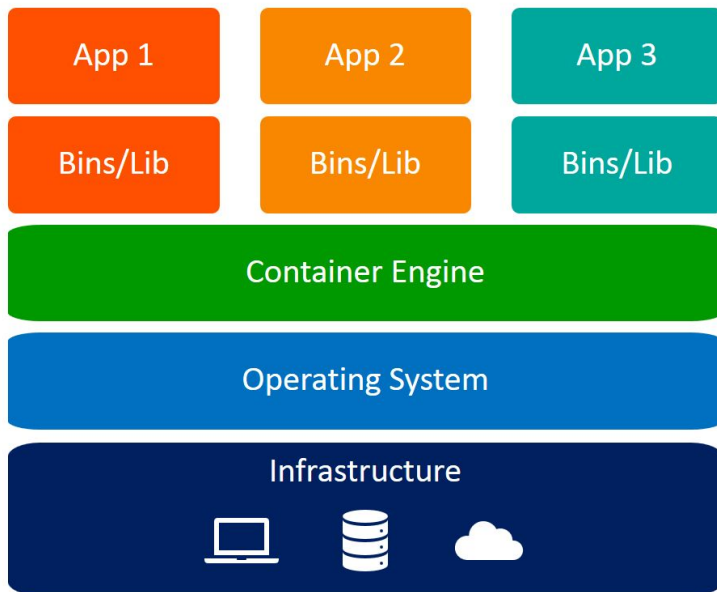 App 1
App 2
App 3
Bins/Lib
Bins/Lib
Bins/Lib
Container Engine
Operating System
Infrastructure